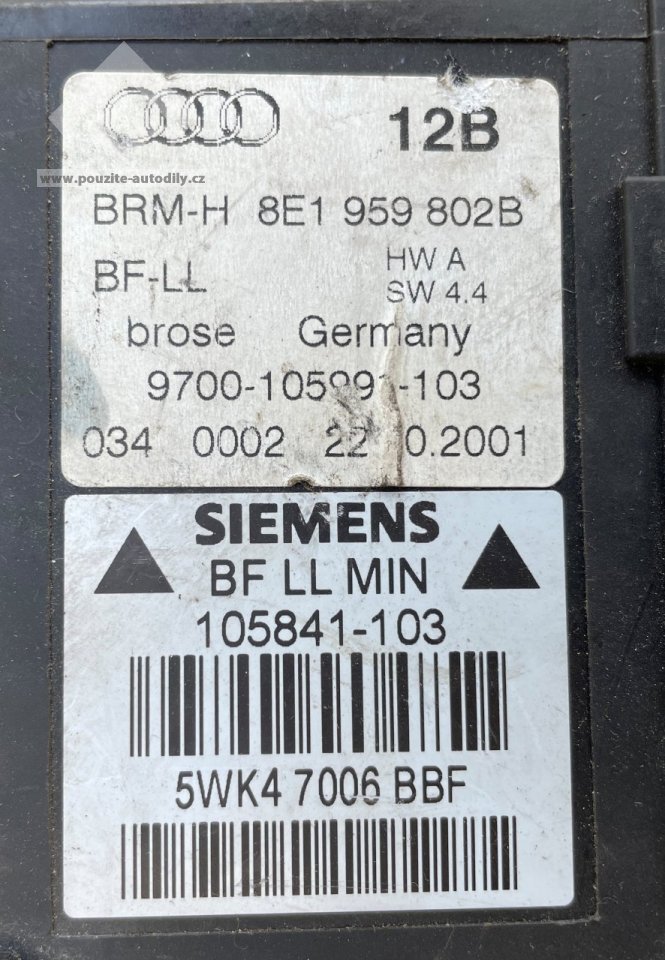 12B
www.pouzite-autodily.cz
BRM-H 8E1 959 802B
BF-LL HW A
SW 4.4
brose Germany
9700-105991-103
034 0002 22 0.2001
SIEMENS
BF LL MIN
105841-103
5WK4 7006 BBF